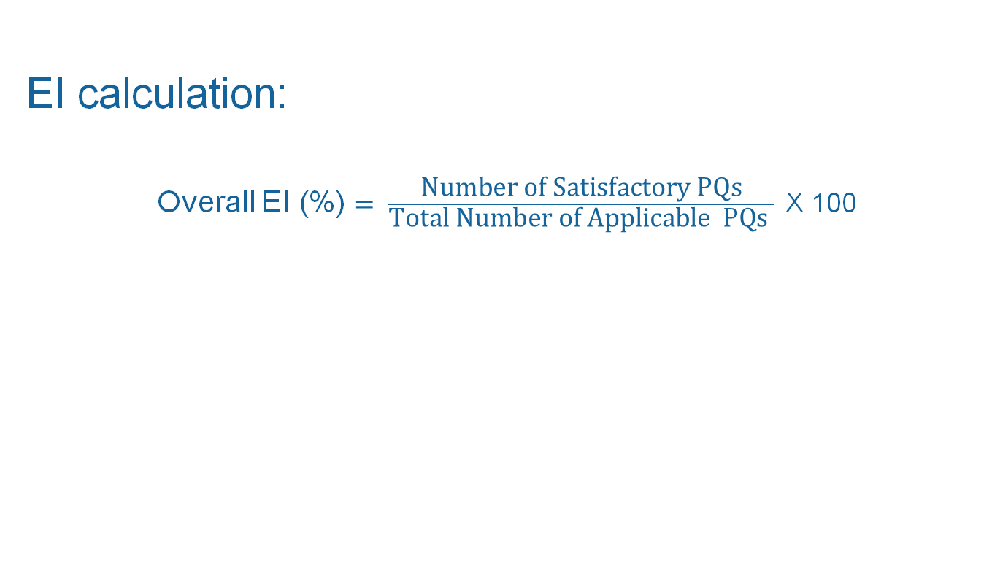 EI calculation:
Overall EI (%) = Number of Satisfactory PQs / Total Number of Applicable PQs X 100